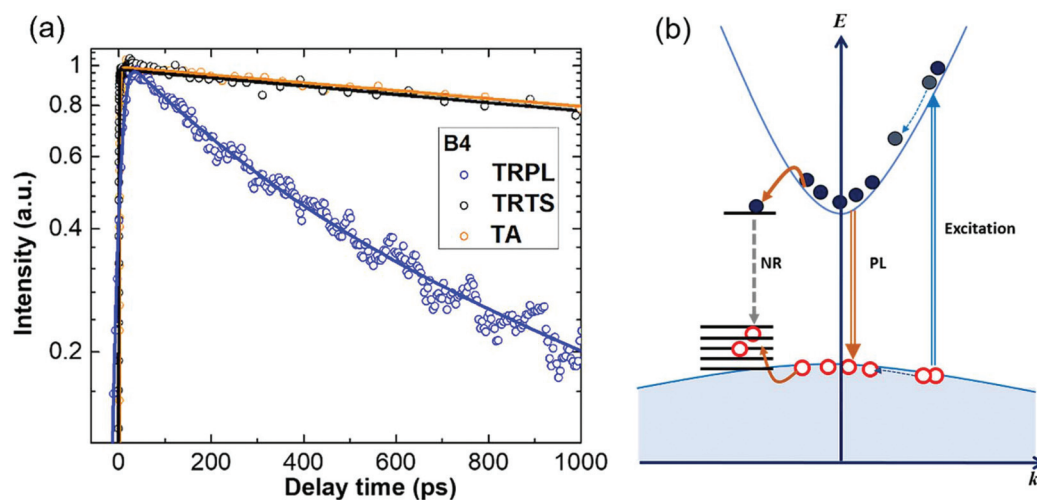 (a)
1
0.8
0.6
0.4
0.2
Intensity (a.u.)
B4
TRPL
TRTS
TA
0
200
400
600
800
1000
Delay time (ps)
(b)
E
Excitation
NR
PL
k